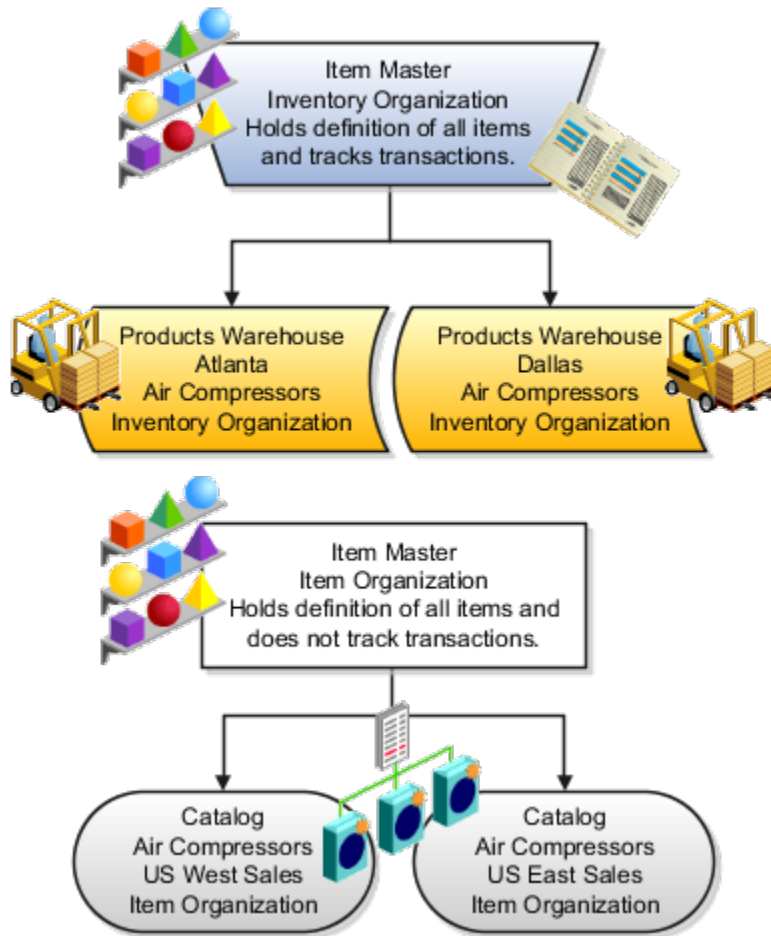 Item Master
Inventory Organization
Holds definition of all items
and tracks transactions.
Products Warehouse
Atlanta
Air Compressors
Inventory Organization
Products Warehouse
Dallas
Air Compressors
Inventory Organization
Item Master
Item Organization
Holds definition of all items and
does not track transactions.
Catalog
Air Compressors
US West Sales
Item Organization
Catalog
Air Compressors
US East Sales
Item Organization